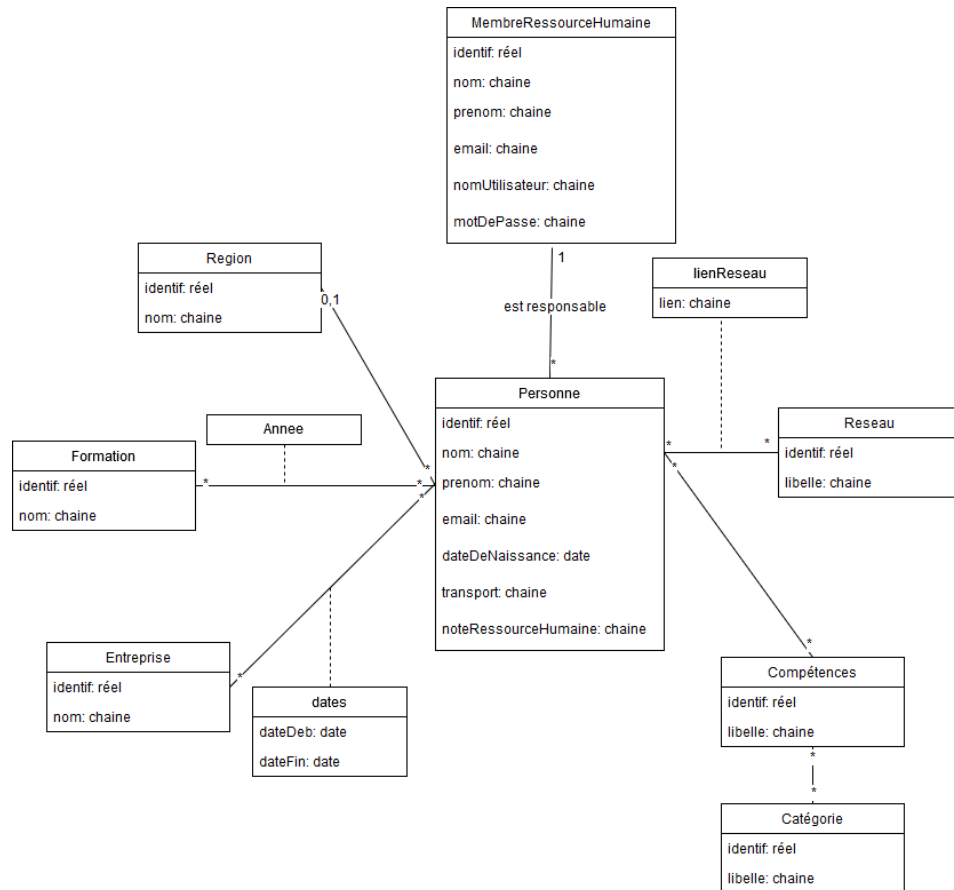 MembreRessourceHumaine
identif: réel
nom: chaine
prenom: chaine
email: chaine
nomUtilisateur: chaine
motDePasse: chaine
1
est responsable
*
Region
identif: réel
nom: chaine
0,1
*
lienReseau
lien: chaine
Annee
Formation
identif: réel
nom: chaine
*
*
Personne
identif: réel
nom: chaine
prenom: chaine
email: chaine
dateDeNaissance: date
transport: chaine
noteRessourceHumaine: chaine
*
*
Reseau
identif: réel
libelle: chaine
*
*
Entreprise
identif: réel
nom: chaine
*
*
dates
dateDeb: date
dateFin: date
Compétences
identif: réel
libelle: chaine
*
*
Catégorie
identif: réel
libelle: chaine